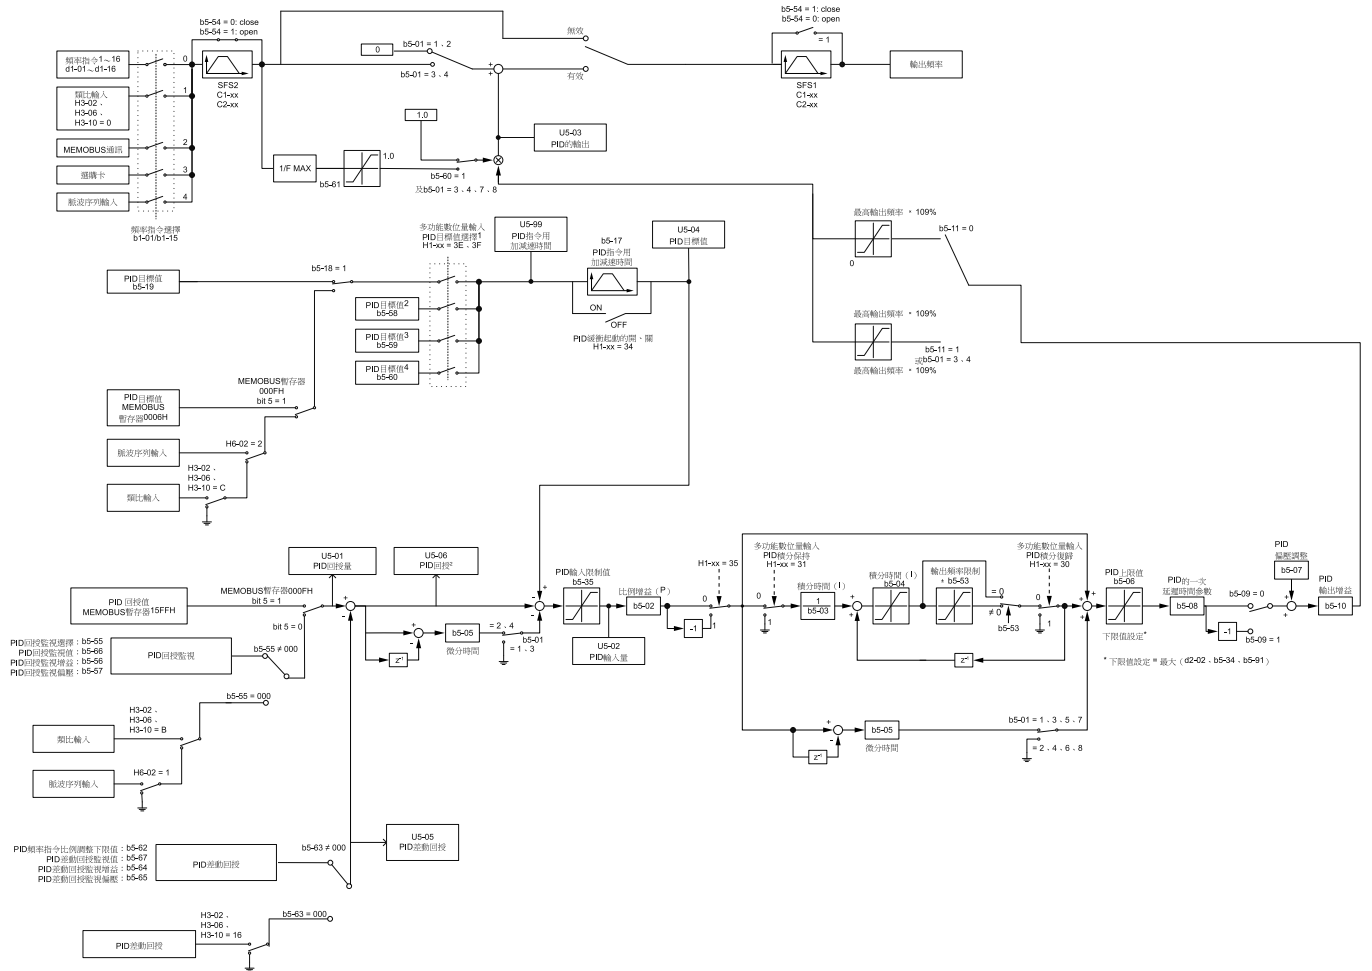 b5-54 = 0: close
b5-54 = 1: open
頻率指令1～16
d1-01～d1-16
0
類比輸入
H3-02、
H3-06、
H3-10 = 0
1
MEMOBUS通訊
2
選購卡
3
脈波序列輸入
4
頻率指令選擇
b1-01/b1-15
SFS2
C1-xx
C2-xx
0
b5-01 = 1、2
b5-01 = 3、4
+
+
無效
有效
b5-54 = 1: close
b5-54 = 0: open
= 1
SFS1
C1-xx
C2-xx
輸出頻率
1.0
U5-03
PID的輸出
1/F MAX
1.0
b5-61
b5-60 = 1
及b5-01 = 3、4、7、8
最高輸出頻率 * 109%
0
b5-11 = 0
最高輸出頻率 * 109%
b5-11 = 1
或b5-01 = 3、4
最高輸出頻率 * 109%
PID目標值
b5-19
b5-18 = 1
多功能數位量輸入
PID目標值選擇1
H1-xx = 3E、3F
U5-99
PID指令用
加減速時間
b5-17
PID指令用
加減速時間
U5-04
PID目標值
PID目標值2
b5-58
PID目標值3
b5-59
PID目標值4
b5-60
ON
OFF
PID緩衝起動的開、關
H1-xx = 34
MEMOBUS暫存器
000FH
bit 5 = 1
PID目標值
MEMOBUS
暫存器0006H
脈波序列輸入
H6-02 = 2
類比輸入
H3-02、
H3-06、
H3-10 = C
U5-01
PID回授量
U5-06
PID回授2
PID 回授值
MEMOBUS暫存器15FFH
MEMOBUS暫存器000FH
bit 5 = 1
bit 5 = 0
+
-
PID回授監視選擇：b5-55
PID回授監視值：b5-66
PID回授監視增益：b5-56
PID回授監視偏壓：b5-57
PID回授監視
b5-55 ≠ 000
b5-55 = 000
+
-
z-1
b5-05
微分時間
= 2、4
b5-01
= 1、3
+
-
-
PID輸入限制值
b5-35
U5-02
PID輸入量
比例增益（P）
b5-02
-1
H1-xx = 35
0
1
多功能數位量輸入
PID積分保持
H1-xx = 31
0
1
積分時間（I）
1
b5-03
+
+
積分時間（I）
b5-04
輸出頻率限制
± b5-53
= 0
≠ 0
b5-53
z-1
多功能數位量輸入
PID積分復歸
H1-xx = 30
0
1
+
+
+
PID上限值
b5-06
下限值設定*
PID的一次
延遲時間參數
b5-08
-1
b5-09 = 0
b5-09 = 1
PID
偏壓調整
b5-07
+
+
PID
輸出增益
b5-10
* 下限值設定 = 最大（d2-02、b5-34、b5-91）
+
-
z-1
b5-05
微分時間
b5-01 = 1、3、5、7
= 2、4、6、8
類比輸入
H3-02、
H3-06、
H3-10 = B
脈波序列輸入
H6-02 = 1
PID頻率指令比例調整下限值：b5-62
PID差動回授監視值：b5-67
PID差動回授監視增益：b5-64
PID差動回授監視偏壓：b5-65
PID差動回授
b5-63 ≠ 000
U5-05
PID差動回授
PID差動回授
H3-02、
H3-06、
H3-10 = 16
b5-63 = 000